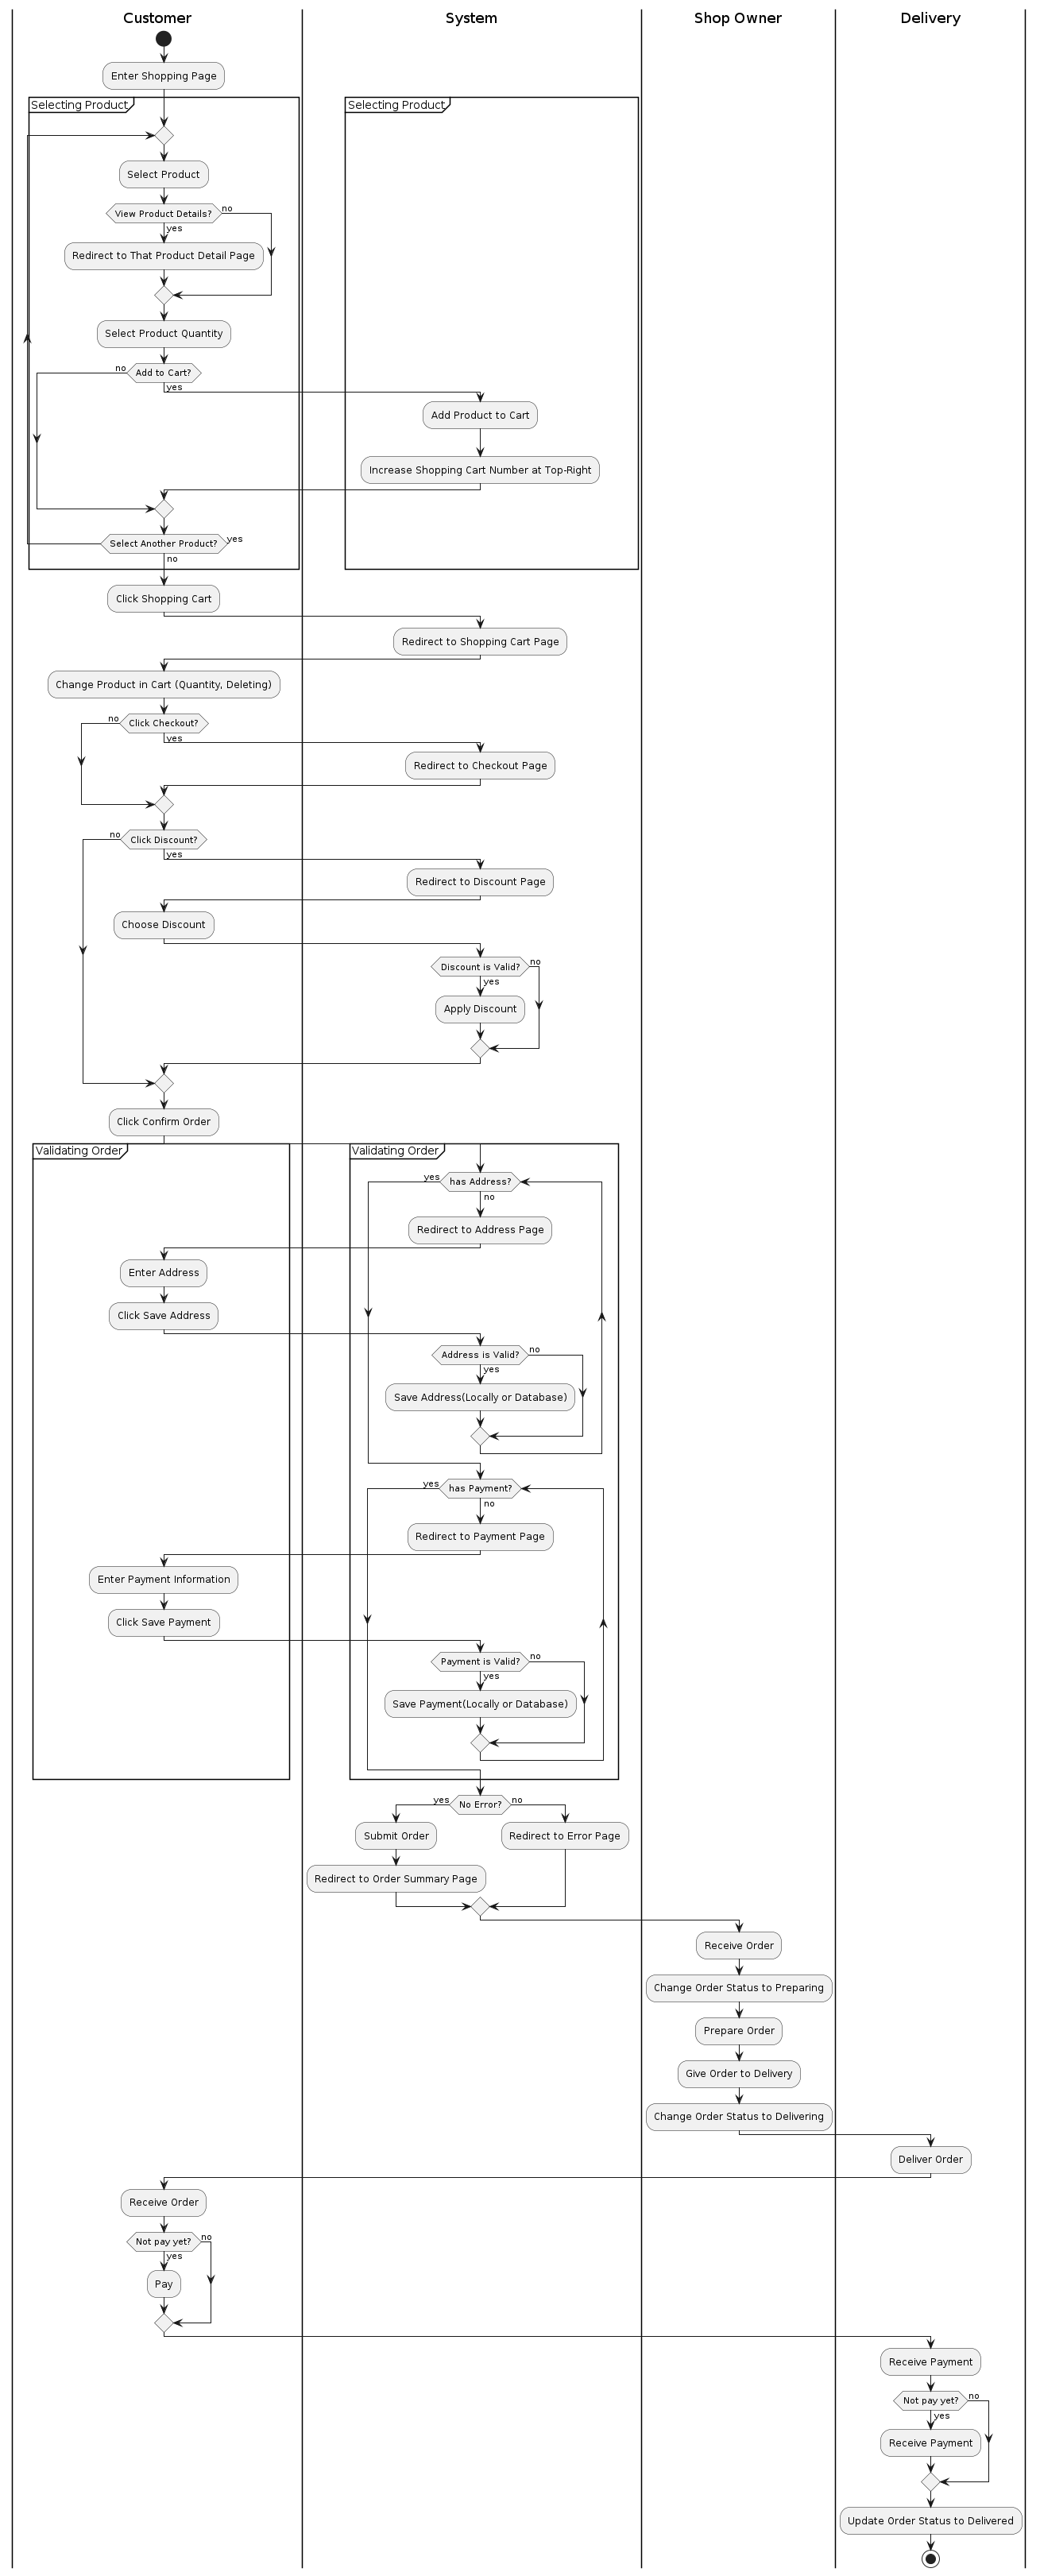 Customer
System
Shop Owner
Delivery
Enter Shopping Page
Selecting Product
Selecting Product
Select Product
View Product Details?
no
yes
Redirect to That Product Detail Page
Select Product Quantity
no
Add to Cart?
yes
Add Product to Cart
Increase Shopping Cart Number at Top-Right
Select Another Product?
yes
no
Click Shopping Cart
Redirect to Shopping Cart Page
Change Product in Cart (Quantity, Deleting)
no
Click Checkout?
yes
Redirect to Checkout Page
no
Click Discount?
yes
Redirect to Discount Page
Choose Discount
Discount is Valid?
no
yes
Apply Discount
Click Confirm Order
Validating Order
Validating Order
yes
has Address?
no
Redirect to Address Page
Enter Address
Click Save Address
Address is Valid?
no
yes
Save Address(Locally or Database)
yes
has Payment?
no
Redirect to Payment Page
Enter Payment Information
Click Save Payment
Payment is Valid?
no
yes
Save Payment(Locally or Database)
yes
No Error?
no
Submit Order
Redirect to Error Page
Redirect to Order Summary Page
Receive Order
Change Order Status to Preparing
Prepare Order
Give Order to Delivery
Change Order Status to Delivering
Deliver Order
Receive Order
Not pay yet?
no
yes
Pay
Receive Payment
Not pay yet?
no
yes
Receive Payment
Update Order Status to Delivered